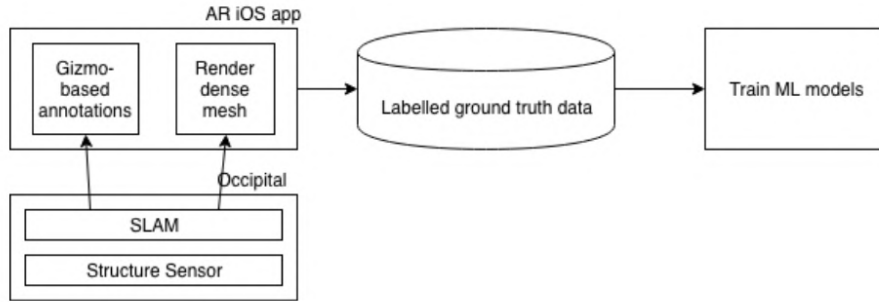 AR iOS app
Gizmo-
based
annotations
Render
dense
mesh
Labelled ground truth data
Train ML models
Occipital
SLAM
Structure Sensor